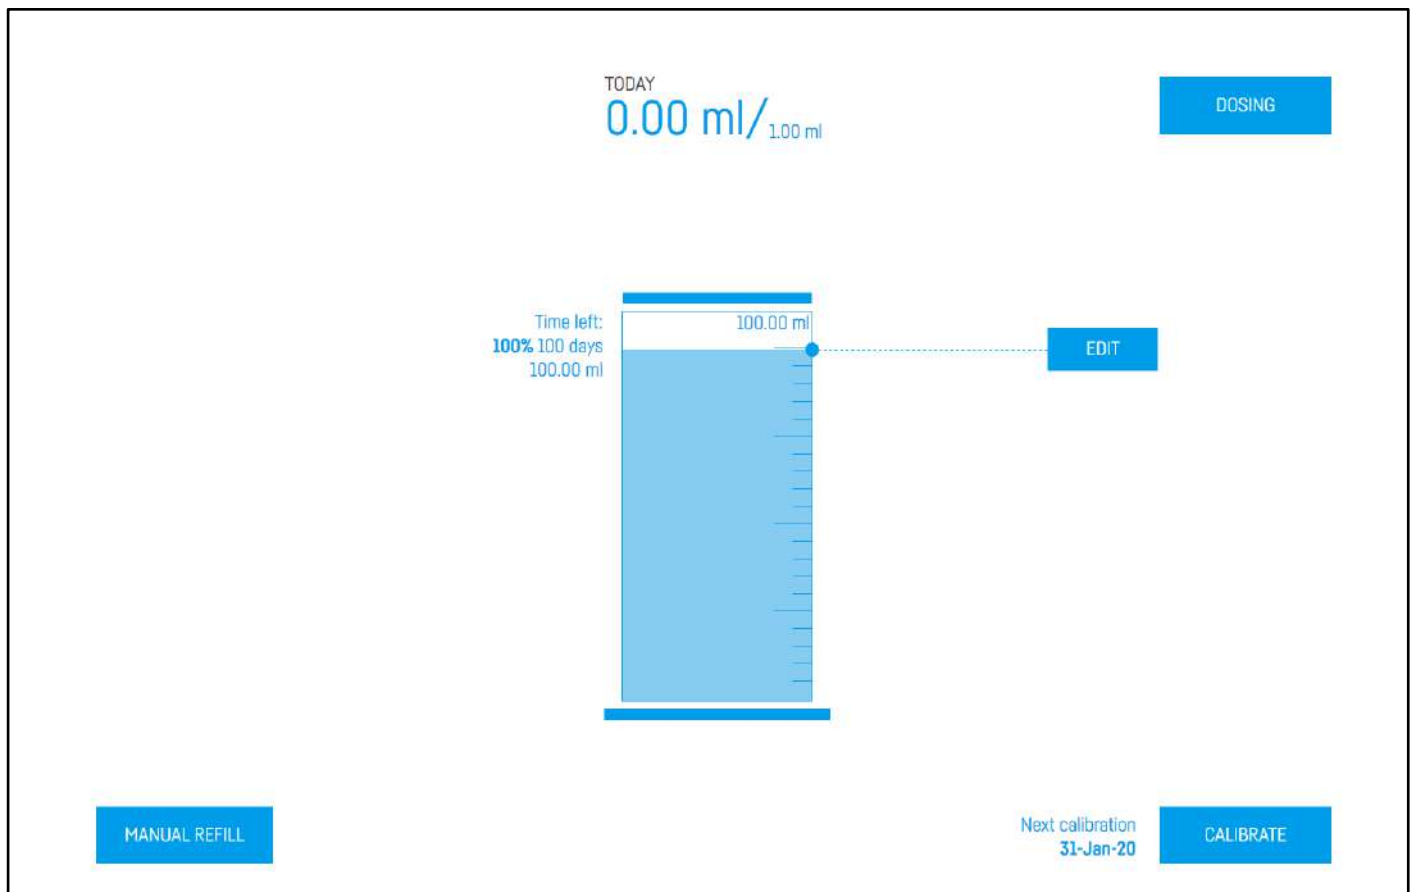 TODAY
0.00 ml/1.00 ml
DOSING
Time left:
100% 100 days
100.00 ml
100.00 ml
EDIT
MANUAL REFILL
Next calibration
31-Jan-20
CALIBRATE